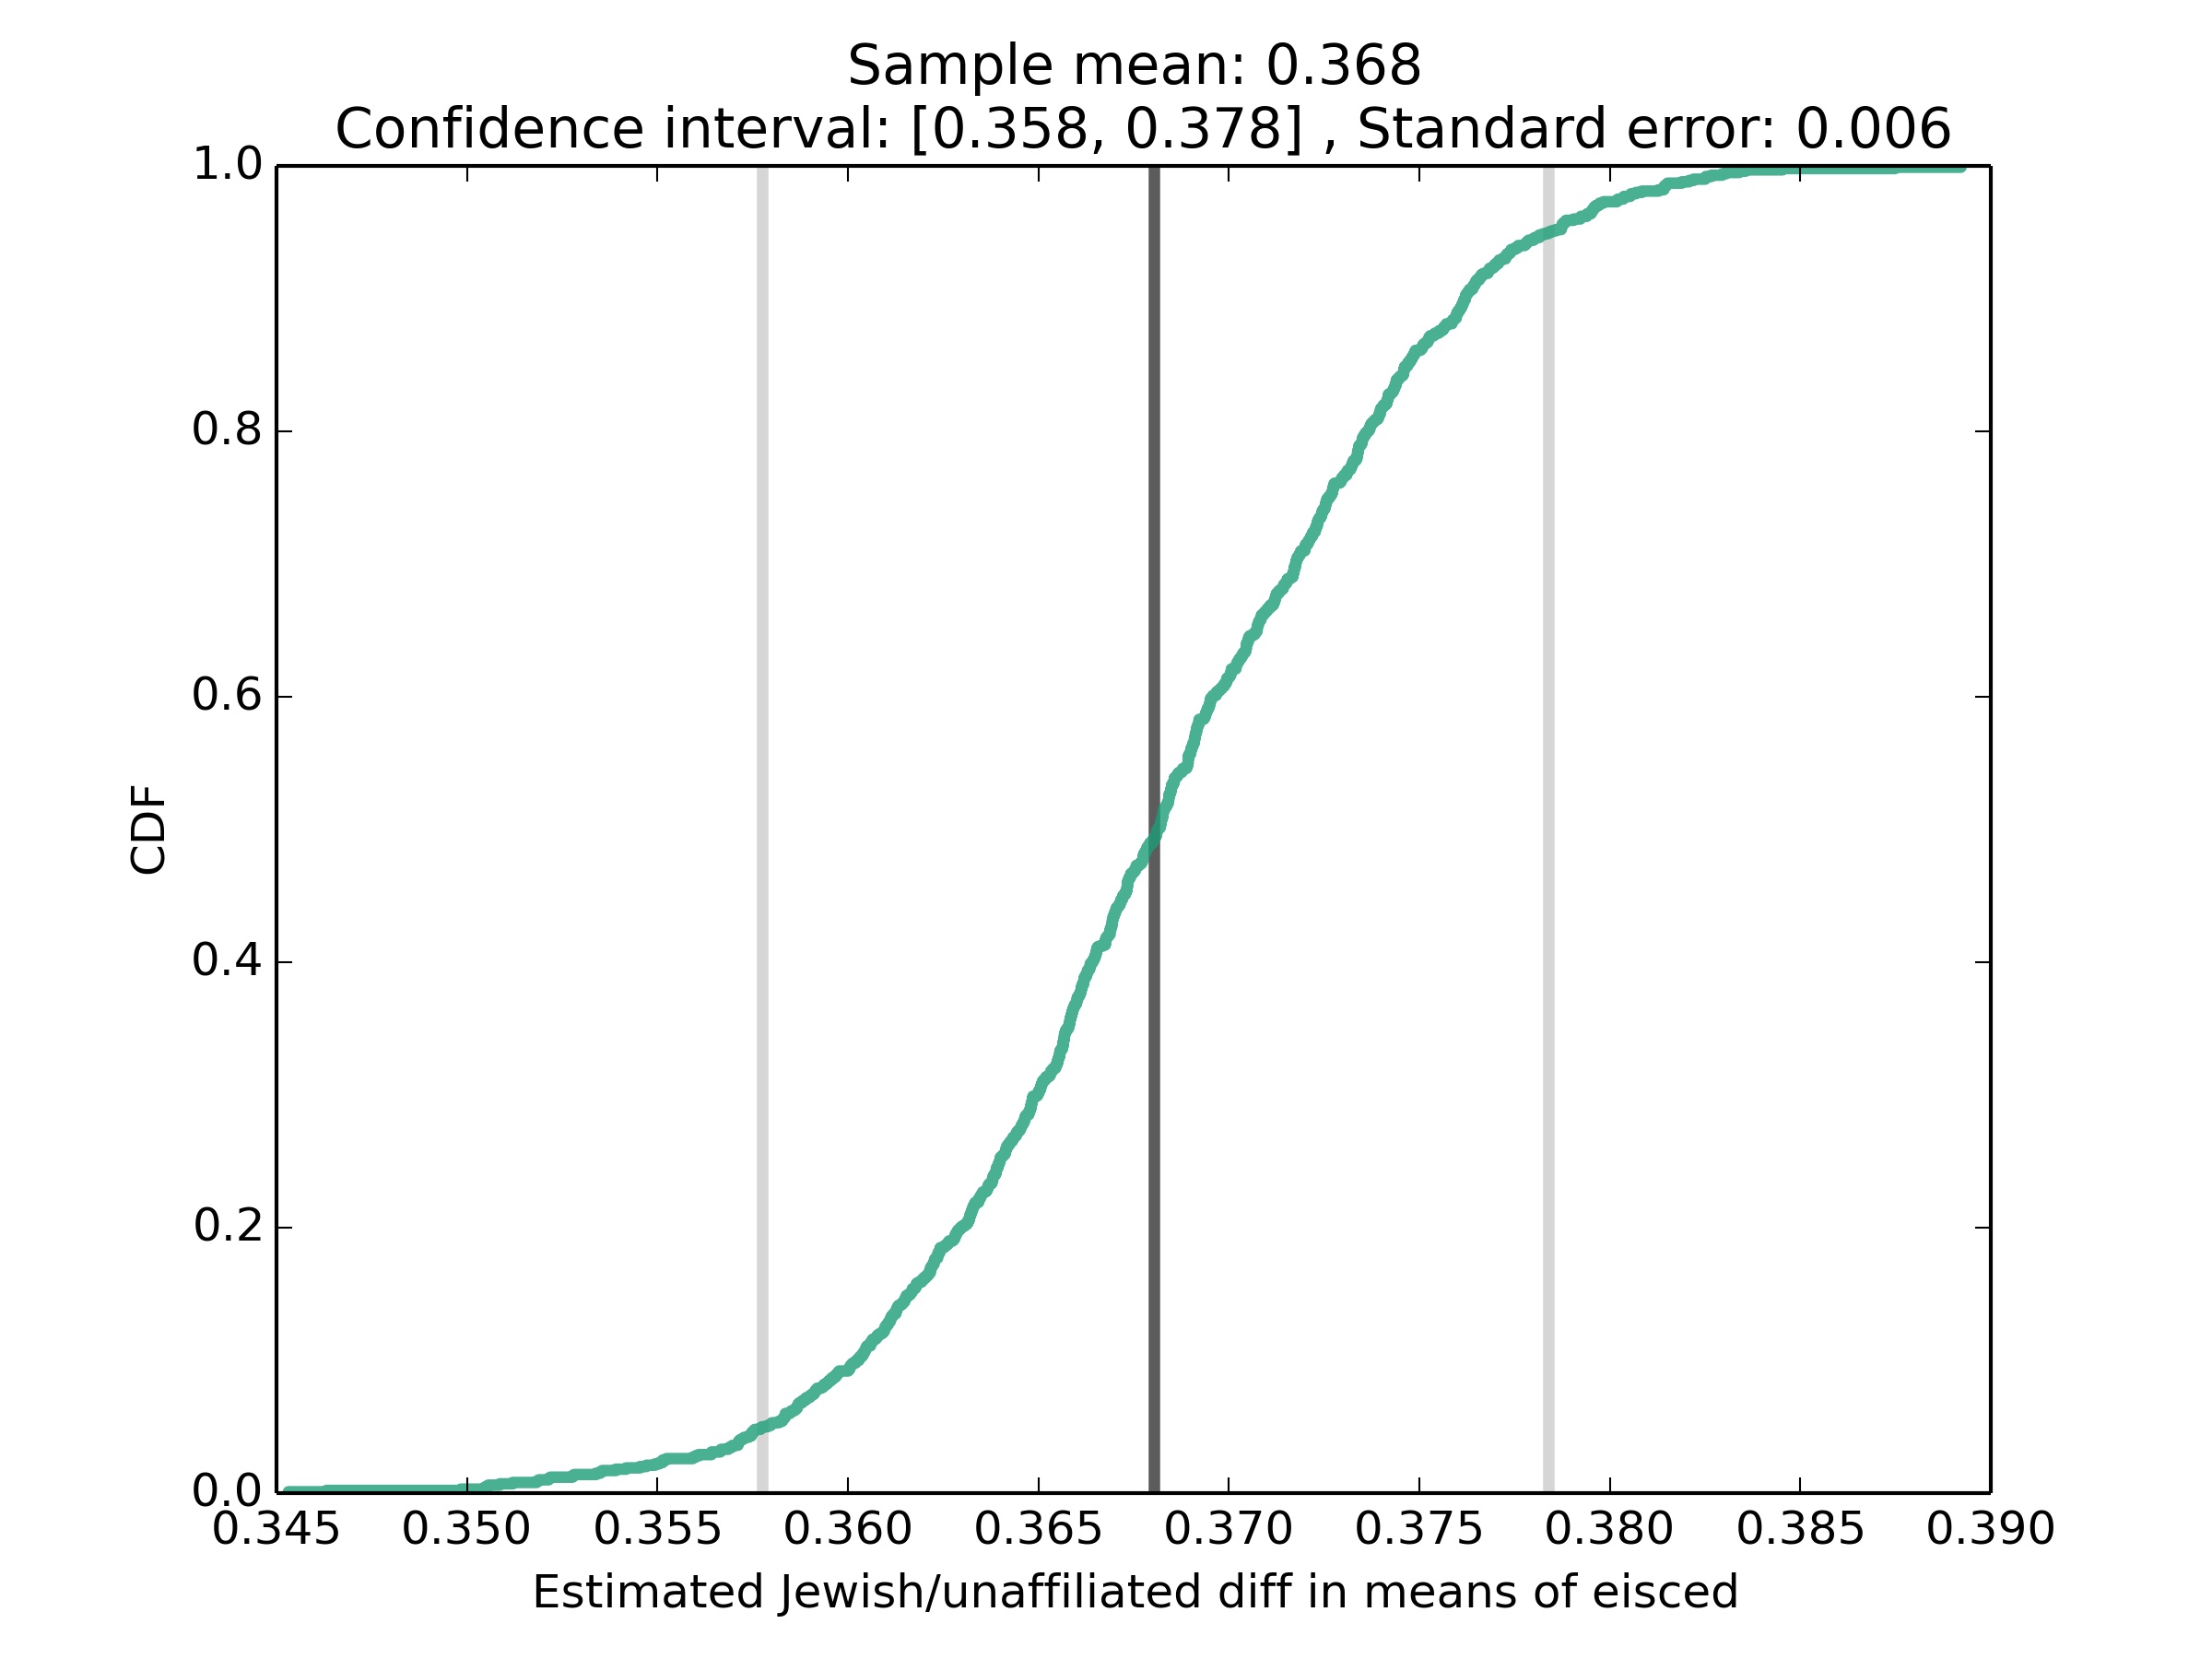 Sample mean: 0.368
Confidence interval: [0.358, 0.378] , Standard error: 0.006
1.0
0.8
0.6
0.4
0.2
0.0
CDF
0.345 0.350 0.355 0.360 0.365 0.370 0.375 0.380 0.385 0.390
Estimated Jewish/unaffiliated diff in means of eisced